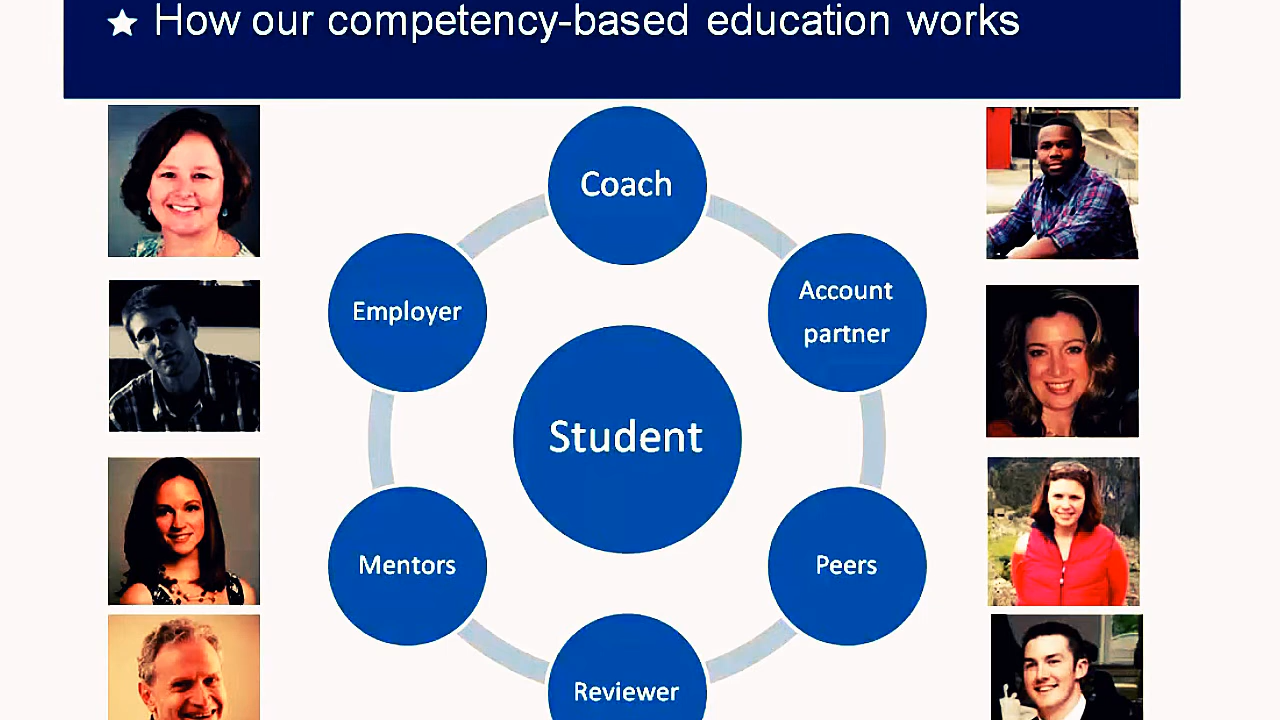 How our competency-based education works
Coach
Employer
Account
partner
Student
Mentors
Peers
Reviewer